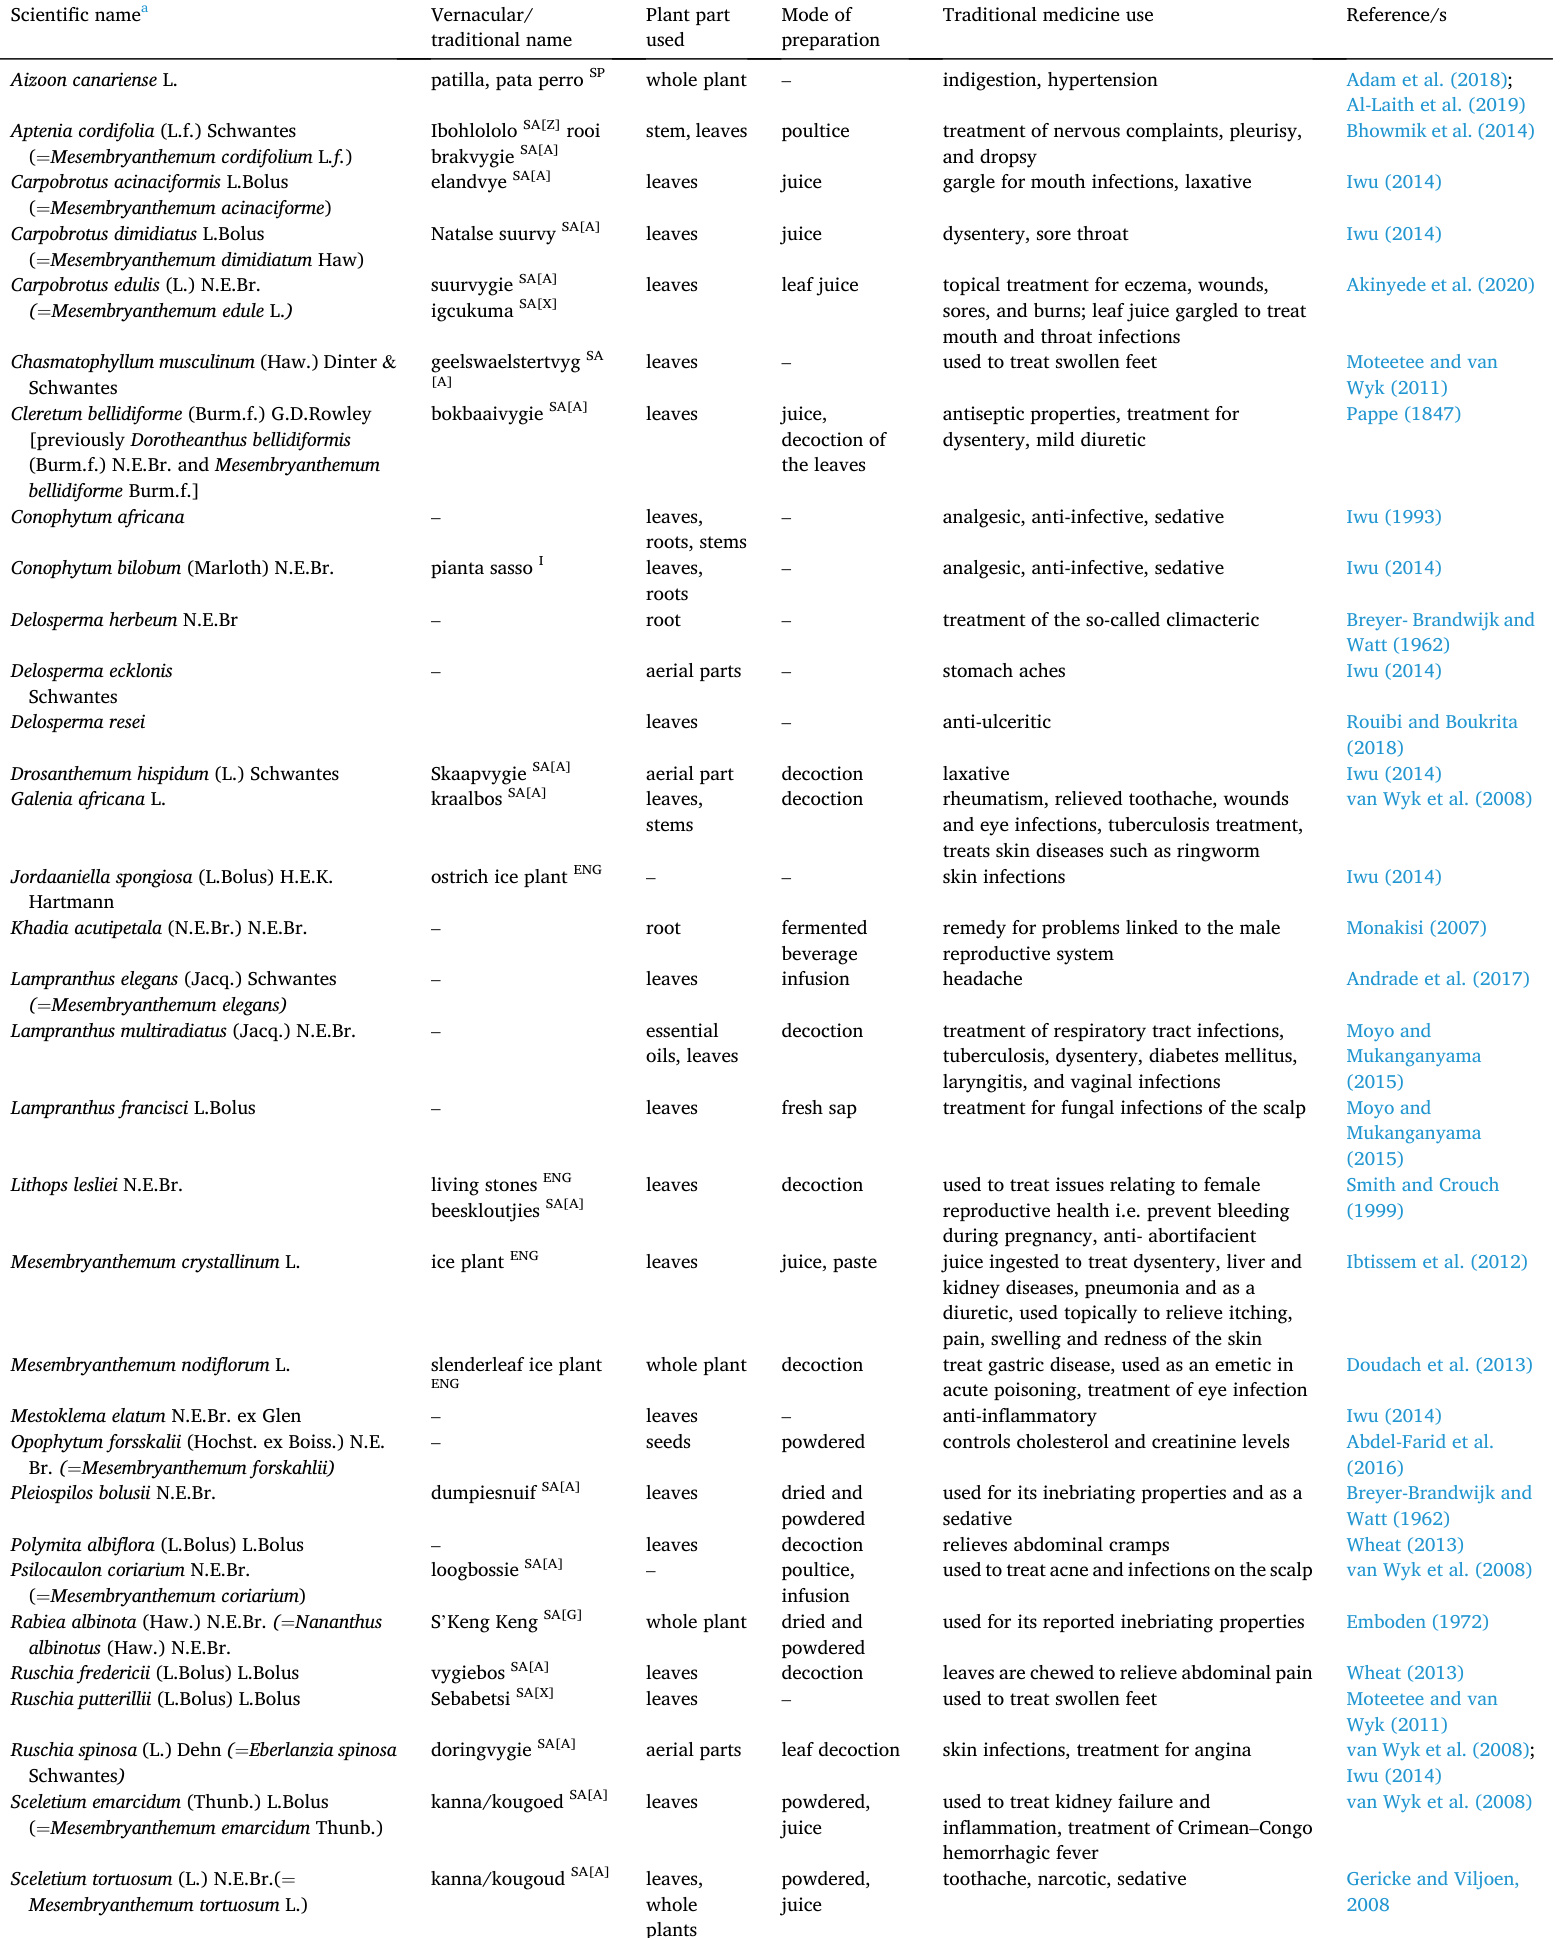 Scientific nameᵃ Vernacular/ Plant part Mode of Traditional medicine use Reference/s
traditional name used preparation
Aizoon canariense L. patilla, pata perro SP whole plant – indigestion, hypertension Adam et al. (2018);
Al-Laith et al. (2019)
Aptenia cordifolia (L.f.) Schwantes Ibohlololo SA[Z] rooi stem, leaves poultice treatment of nervous complaints, pleurisy, Bhowmik et al. (2014)
(=Mesembryanthemum cordifolium L.f.) brakvygie SA[A] and dropsy
Carpobrotus acinaciformis L.Bolus elandvye SA[A] leaves juice gargle for mouth infections, laxative Iwu (2014)
(=Mesembryanthemum acinaciforme)
Carpobrotus dimidiatus L.Bolus Natalse suurvy SA[A] leaves juice dysentery, sore throat Iwu (2014)
(=Mesembryanthemum dimidiatum Haw)
Carpobrotus edulis (L.) N.E.Br. suurvygie SA[A] leaves leaf juice topical treatment for eczema, wounds, Akinyede et al. (2020)
(=Mesembryanthemum edule L.) igcukuma SA[X] sores, and burns; leaf juice gargled to treat
mouth and throat infections
Chasmatophyllum musculinum (Haw.) Dinter & geelswaelstertvyg SA leaves – used to treat swollen feet Moteetee and van
Schwantes [A] Wyk (2011)
Cleretum bellidiforme (Burm.f.) G.D.Rowley bokbaaivygie SA[A] leaves juice, antiseptic properties, treatment for Pappe (1847)
[previously Dorotheanthus bellidiformis decoction of dysentery, mild diuretic
(Burm.f.) N.E.Br. and Mesembryanthemum the leaves
bellidiforme Burm.f.]
Conophytum africana – leaves, – analgesic, anti-infective, sedative Iwu (1993)
roots, stems
Conophytum bilobum (Marloth) N.E.Br. pianta sasso I leaves, – analgesic, anti-infective, sedative Iwu (2014)
roots
Delosperma herbeum N.E.Br – root – treatment of the so-called climacteric Breyer- Brandwijk and
Watt (1962)
Delosperma ecklonis – aerial parts – stomach aches Iwu (2014)
Schwantes
Delosperma resei leaves – anti-ulceritic Rouibi and Boukrita
(2018)
Drosanthemum hispidum (L.) Schwantes Skaapvygie SA[A] aerial part decoction laxative Iwu (2014)
Galenia africana L. kraalbos SA[A] leaves, decoction rheumatism, relieved toothache, wounds van Wyk et al. (2008)
stems and eye infections, tuberculosis treatment,
treats skin diseases such as ringworm
Jordaaniella spongiosa (L.Bolus) H.E.K. ostrich ice plant ENG – – skin infections Iwu (2014)
Hartmann
Khadia acutipetala (N.E.Br.) N.E.Br. – root fermented remedy for problems linked to the male Monakisi (2007)
beverage reproductive system
Lampranthus elegans (Jacq.) Schwantes – leaves infusion headache Andrade et al. (2017)
(=Mesembryanthemum elegans)
Lampranthus multiradiatus (Jacq.) N.E.Br. – essential decoction treatment of respiratory tract infections, Moyo and
oils, leaves tuberculosis, dysentery, diabetes mellitus, Mukanganyama
laryngitis, and vaginal infections (2015)
Lampranthus francisci L.Bolus – leaves fresh sap treatment for fungal infections of the scalp Moyo and
Mukanganyama
(2015)
Lithops lesliei N.E.Br. living stones ENG leaves decoction used to treat issues relating to female Smith and Crouch
beeskloutjies SA[A] reproductive health i.e. prevent bleeding (1999)
during pregnancy, anti- abortifacient
Mesembryanthemum crystallinum L. ice plant ENG leaves juice, paste juice ingested to treat dysentery, liver and Ibtissem et al. (2012)
kidney diseases, pneumonia and as a
diuretic, used topically to relieve itching,
pain, swelling and redness of the skin
Mesembryanthemum nodiflorum L. slenderleaf ice plant whole plant decoction treat gastric disease, used as an emetic in Doudach et al. (2013)
ENG acute poisoning, treatment of eye infection
Mestoklema elatum N.E.Br. ex Glen – leaves – anti-inflammatory Iwu (2014)
Opophytum forsskalii (Hochst. ex Boiss.) N.E. – seeds powdered controls cholesterol and creatinine levels Abdel-Farid et al.
Br. (=Mesembryanthemum forskahlii) (2016)
Pleiospilos bolusii N.E.Br. dumpiesnuif SA[A] leaves dried and used for its inebriating properties and as a Breyer-Brandwijk and
powdered sedative Watt (1962)
Polymita albiflora (L.Bolus) L.Bolus – leaves decoction relieves abdominal cramps Wheat (2013)
Psilocaulon coriarium N.E.Br. loogbossie SA[A] – poultice, used to treat acne and infections on the scalp van Wyk et al. (2008)
(=Mesembryanthemum coriarium) infusion
Rabiea albinota (Haw.) N.E.Br. (=Nananthus S’Keng Keng SA[G] whole plant dried and used for its reported inebriating properties Emboden (1972)
albinotus (Haw.) N.E.Br. powdered
Ruschia fredericii (L.Bolus) L.Bolus vygiebos SA[A] leaves decoction leaves are chewed to relieve abdominal pain Wheat (2013)
Ruschia putterillii (L.Bolus) L.Bolus Sebabetsi SA[X] leaves – used to treat swollen feet Moteetee and van
Wyk (2011)
Ruschia spinosa (L.) Dehn (=Eberlanzia spinosa doringvygie SA[A] aerial parts leaf decoction skin infections, treatment for angina van Wyk et al. (2008);
Schwantes) Iwu (2014)
Sceletium emarcidum (Thunb.) L.Bolus kanna/kougoed SA[A] leaves powdered, used to treat kidney failure and van Wyk et al. (2008)
(=Mesembryanthemum emarcidum Thunb.) juice inflammation, treatment of Crimean–Congo
hemorrhagic fever
Sceletium tortuosum (L.) N.E.Br.(= kanna/kougoud SA[A] leaves, powdered, toothache, narcotic, sedative Gericke and Viljoen,
Mesembryanthemum tortuosum L.) whole juice 2008
plants